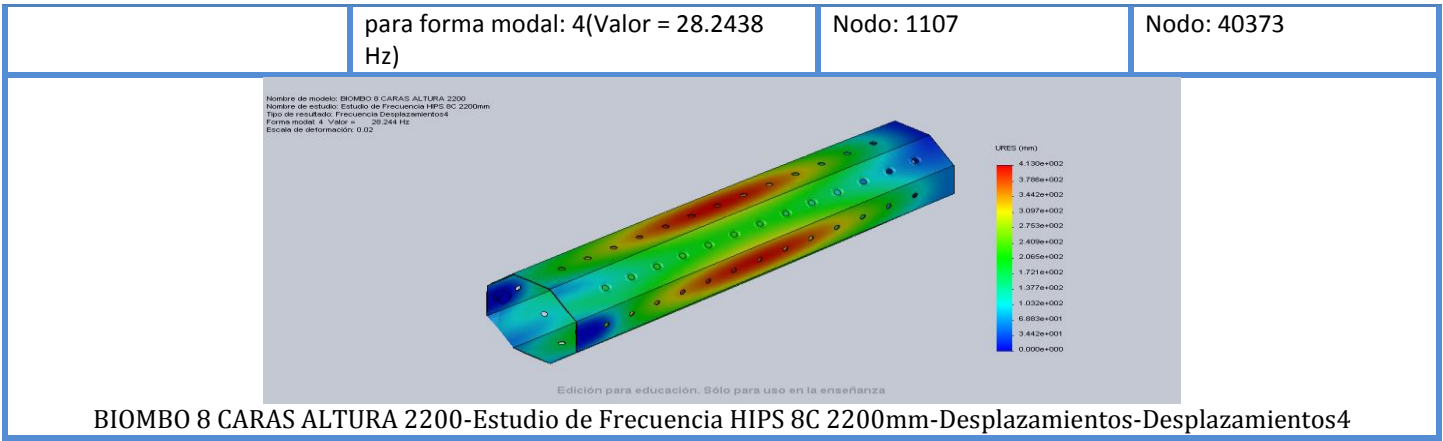 para forma modal: 4(Valor = 28.2438
Hz)
Nodo: 1107
Nodo: 40373
Nombre de modelo: BIOMBO 8 CARAS ALTURA 2200
Nombre de estudio: Estudio de Frecuencia HIPS 8C 2200mm
Tipo de resultado: Frecuencia Desplazamientos4
Forma modal: 4 Valor = 28.244 Hz
Escala de deformación: 0.02
URES (mm)
4.130e+002
3.786e+002
3.442e+002
3.097e+002
2.753e+002
2.409e+002
2.065e+002
1.721e+002
1.377e+002
1.032e+002
6.883e+001
3.442e+001
0.000e+000
Edición para educación. Sólo para uso en la enseñanza
BIOMBO 8 CARAS ALTURA 2200-Estudio de Frecuencia HIPS 8C 2200mm-Desplazamientos-Desplazamientos4